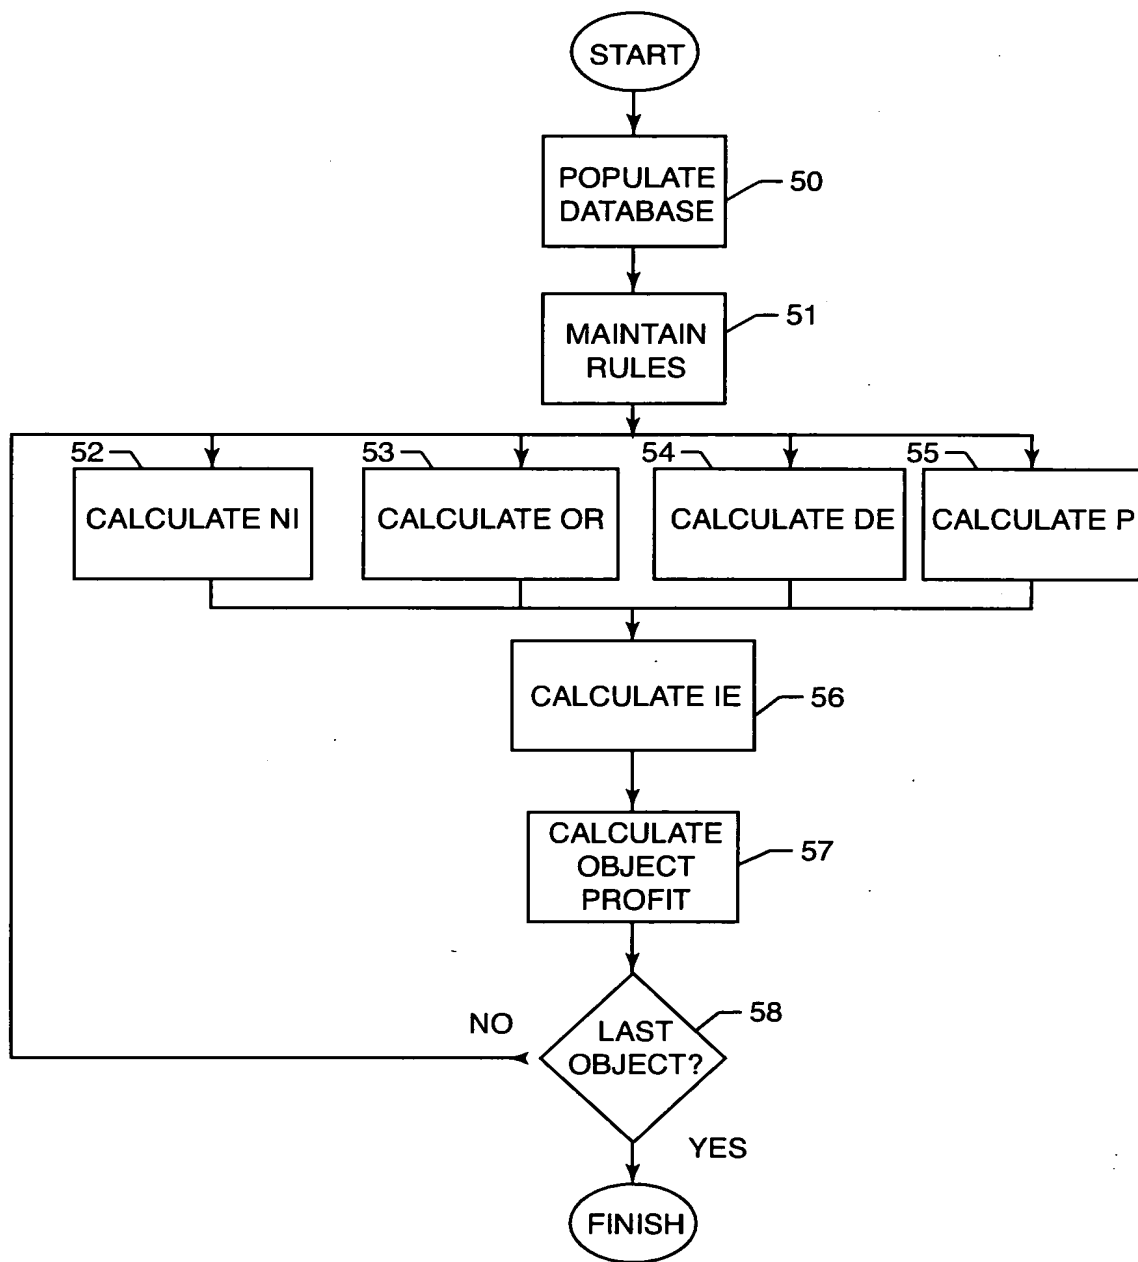 START
POPULATE
DATABASE
50
MAINTAIN
RULES
51
52
53
54
55
CALCULATE NI
CALCULATE OR
CALCULATE DE
CALCULATE P
CALCULATE IE
56
CALCULATE
OBJECT
PROFIT
57
LAST
OBJECT?
58
NO
YES
FINISH